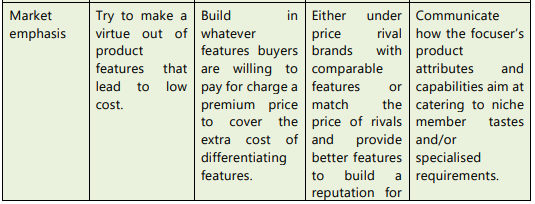 Market emphasis
Try to make a virtue out of product features that lead to low cost.
Build in whatever features buyers are willing to pay for charge a premium price to cover the extra cost of differentiating features.
Either under price rival brands with comparable features or match the price of rivals and provide better features to build a reputation for
Communicate how the focuser's product attributes and capabilities aim at catering to niche member tastes and/or specialised requirements.